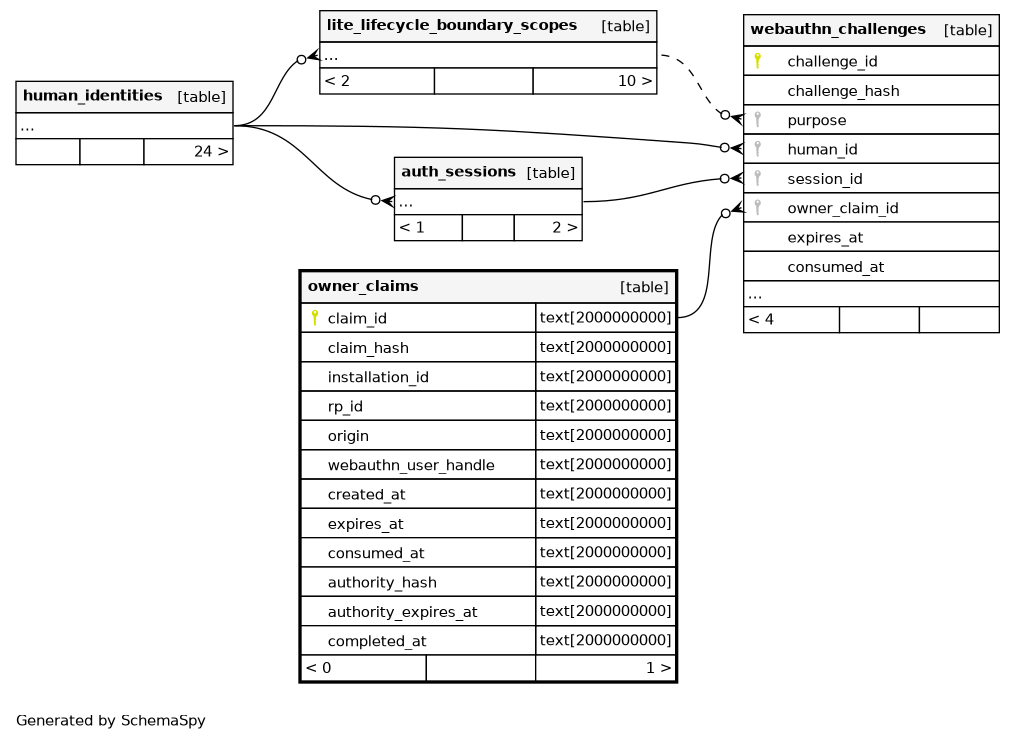 lite_lifecycle_boundary_scopes [table]
...
< 2 10 >
human_identities [table]
...
24 >
auth_sessions [table]
...
< 1 2 >
webauthn_challenges [table]
challenge_id
challenge_hash
purpose
human_id
session_id
owner_claim_id
expires_at
consumed_at
...
< 4
owner_claims [table]
claim_id text[2000000000]
claim_hash text[2000000000]
installation_id text[2000000000]
rp_id text[2000000000]
origin text[2000000000]
webauthn_user_handle text[2000000000]
created_at text[2000000000]
expires_at text[2000000000]
consumed_at text[2000000000]
authority_hash text[2000000000]
authority_expires_at text[2000000000]
completed_at text[2000000000]
< 0 1 >
Generated by SchemaSpy